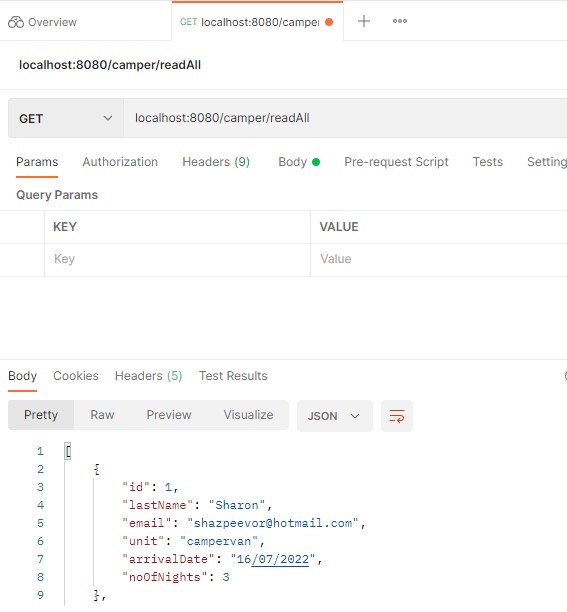 Overview
GET localhost:8080/camper
localhost:8080/camper/readAll
GET localhost:8080/camper/readAll
Params Authorization Headers (9) Body Pre-request Script Tests Setting
Query Params
KEY VALUE
Key Value
Body Cookies Headers (5) Test Results
Pretty Raw Preview Visualize JSON
1 [
2 {
3 "id": 1,
4 "lastName": "Sharon",
5 "email": "shazpeevor@hotmail.com",
6 "unit": "campervan",
7 "arrivalDate": "16/07/2022",
8 "noOfNights": 3
9 },